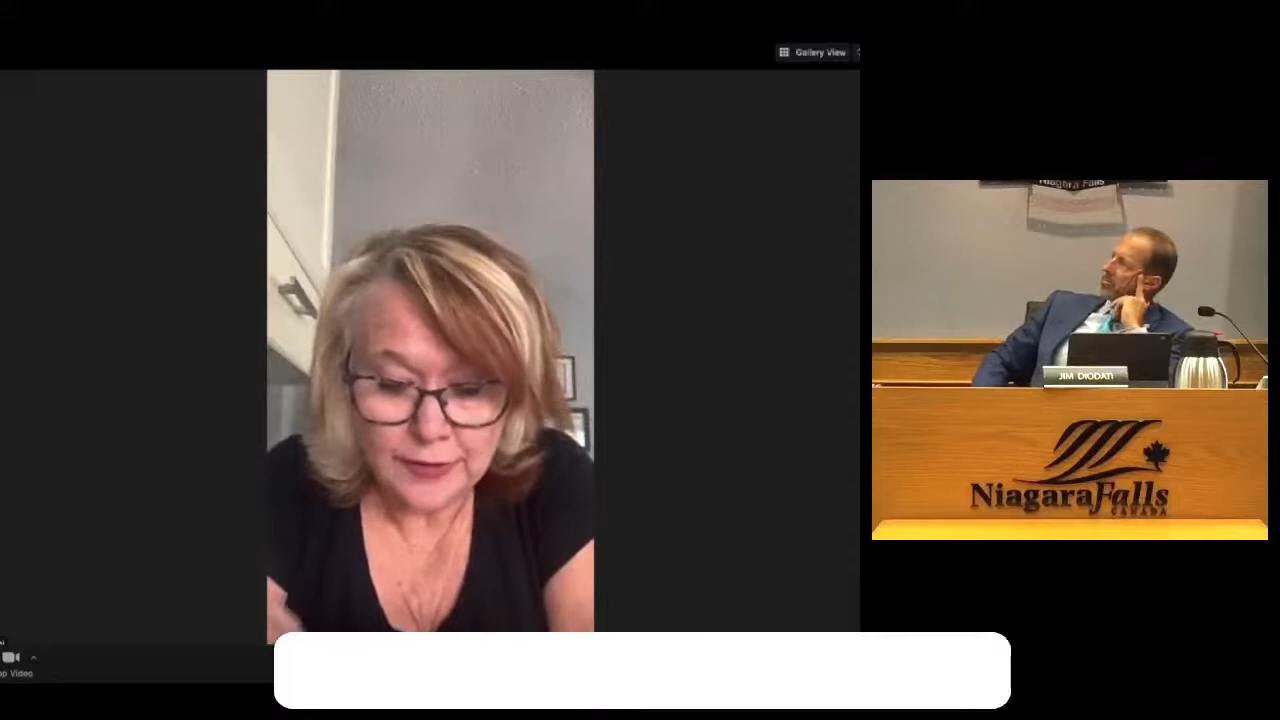 Gallery View
Niagara Falls
JIM DIODATI
NiagaraFalls
CANADA
Video